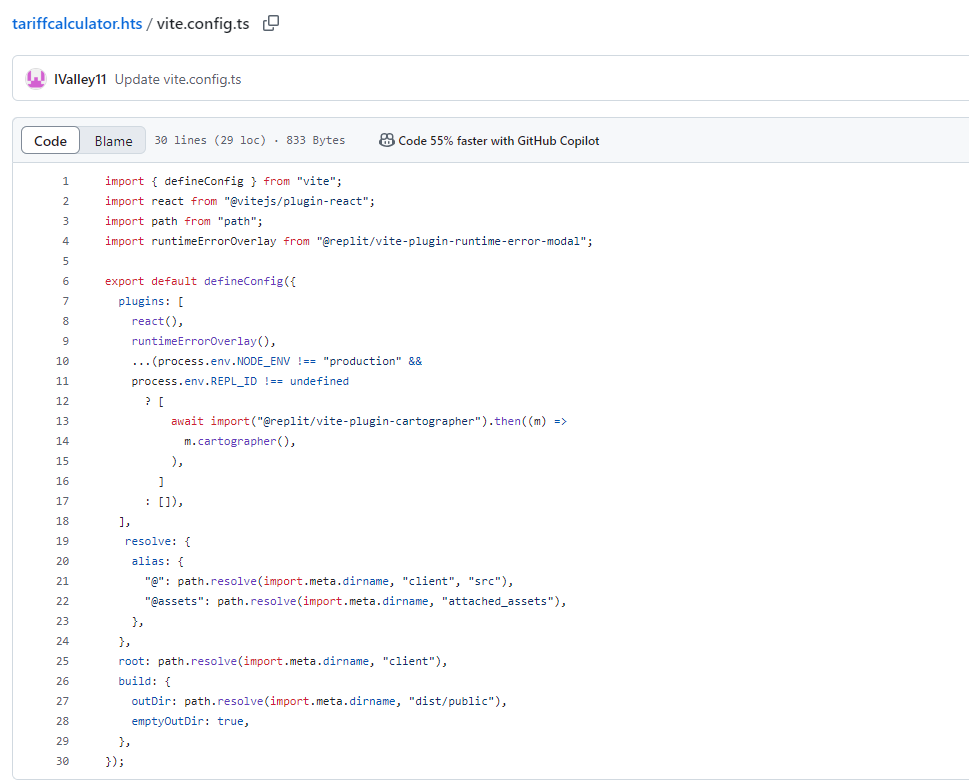 tariffcalculator.hts / vite.config.ts
IValley11 Update vite.config.ts
Code Blame 30 lines (29 loc) · 833 Bytes Code 55% faster with GitHub Copilot
1 import { defineConfig } from "vite";
2 import react from "@vitejs/plugin-react";
3 import path from "path";
4 import runtimeErrorOverlay from "@replit/vite-plugin-runtime-error-modal";
5
6 export default defineConfig({
7   plugins: [
8     react(),
9     runtimeErrorOverlay(),
10     ...(process.env.NODE_ENV !== "production" &&
11     process.env.REPL_ID !== undefined
12       ? [
13           await import("@replit/vite-plugin-cartographer").then((m) =>
14             m.cartographer(),
15           ),
16         ]
17       : []),
18   ],
19    resolve: {
20     alias: {
21       "@": path.resolve(import.meta.dirname, "client", "src"),
22       "@assets": path.resolve(import.meta.dirname, "attached_assets"),
23     },
24   },
25   root: path.resolve(import.meta.dirname, "client"),
26   build: {
27     outDir: path.resolve(import.meta.dirname, "dist/public"),
28     emptyOutDir: true,
29   },
30 });